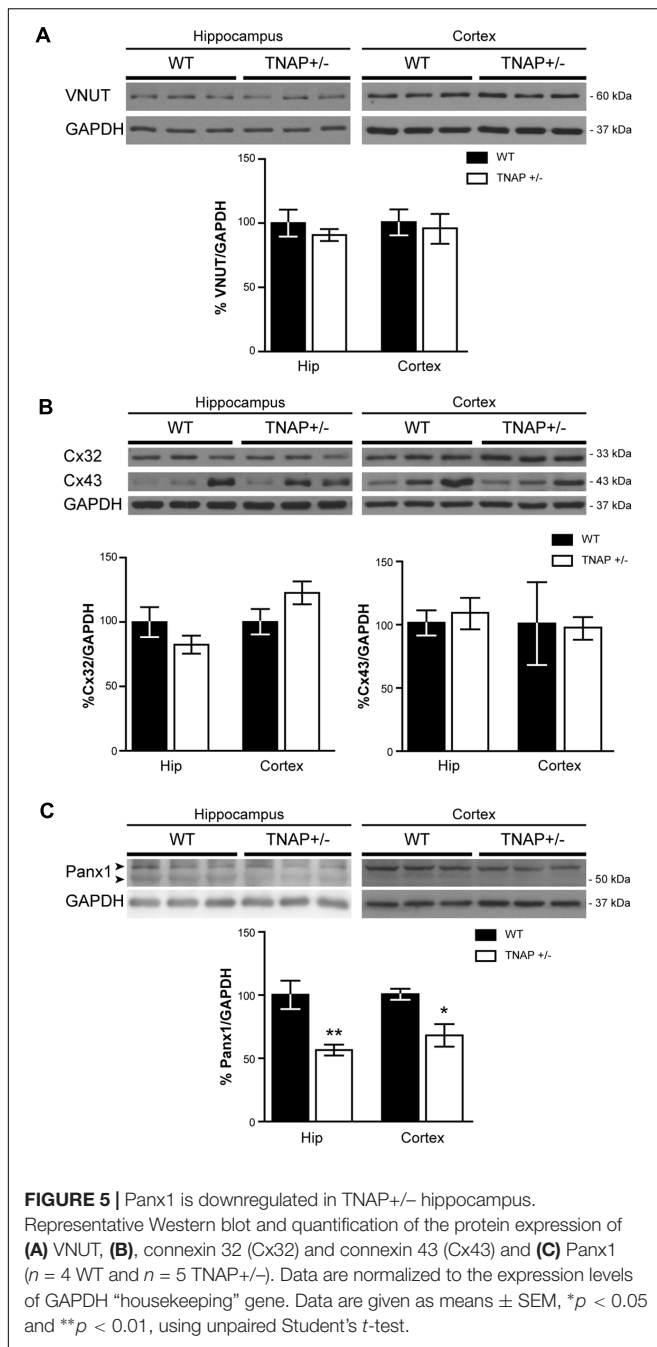 A
Hippocampus Cortex
WT TNAP+/- WT TNAP+/-
VNUT - 60 kDa
GAPDH - 37 kDa
WT
TNAP +/-
% VNUT/GAPDH
150
100
50
0
Hip Cortex
B
Hippocampus Cortex
WT TNAP+/- WT TNAP+/-
Cx32 - 33 kDa
Cx43 - 43 kDa
GAPDH - 37 kDa
WT
TNAP +/-
%Cx32/GAPDH
150
100
50
0
Hip Cortex
%Cx43/GAPDH
150
100
50
0
Hip Cortex
C
Hippocampus Cortex
WT TNAP+/- WT TNAP+/-
Panx1 - 50 kDa
GAPDH - 37 kDa
WT
TNAP +/-
% Panx1/GAPDH
150
100
50
0
** *
Hip Cortex
FIGURE 5 | Panx1 is downregulated in TNAP+/– hippocampus.
Representative Western blot and quantification of the protein expression of
(A) VNUT, (B), connexin 32 (Cx32) and connexin 43 (Cx43) and (C) Panx1
(n = 4 WT and n = 5 TNAP+/–). Data are normalized to the expression levels
of GAPDH “housekeeping” gene. Data are given as means ± SEM, *p < 0.05
and **p < 0.01, using unpaired Student’s t-test.